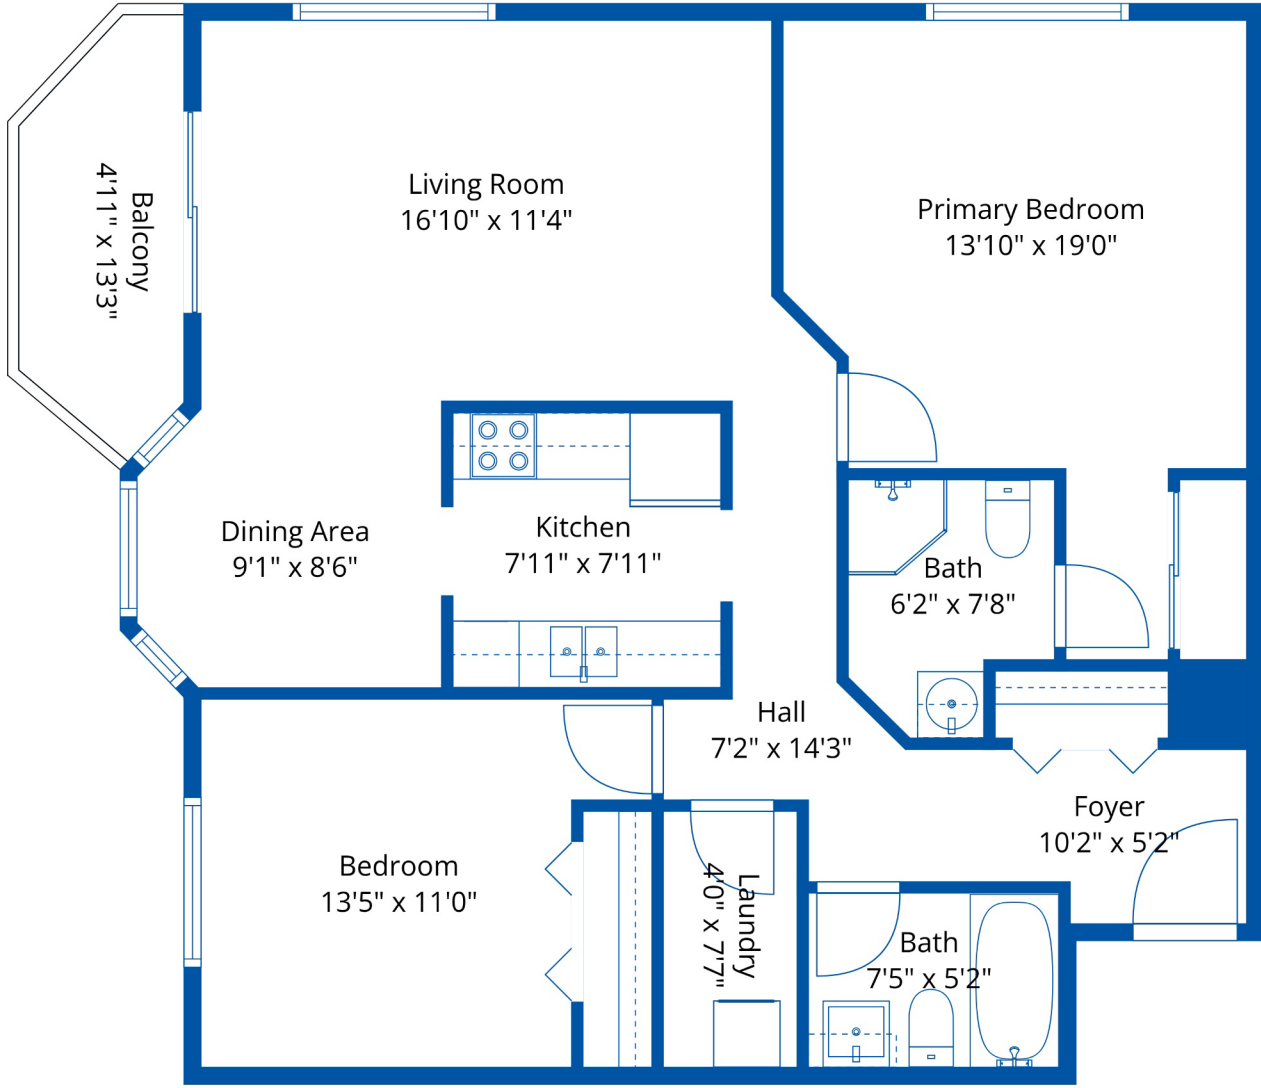 Living Room
16'10" x 11'4"
Primary Bedroom
13'10" x 19'0"
Balcony
4'11" x 13'3"
Dining Area
9'1" x 8'6"
Kitchen
7'11" x 7'11"
Bath
6'2" x 7'8"
Hall
7'2" x 14'3"
Foyer
10'2" x 5'2"
Bedroom
13'5" x 11'0"
Laundry
4'0" x 7'7"
Bath
7'5" x 5'2"